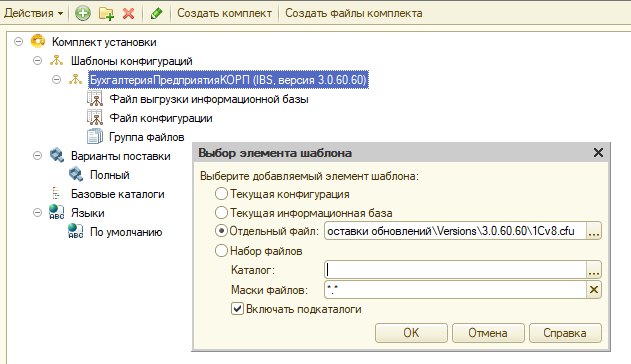 Действия Создать комплект Создать файлы комплекта
Комплект установки
Шаблоны конфигураций
БухгалтерияПредприятияКОРП (IBS, версия 3.0.60.60)
Файл выгрузки информационной базы
Файл конфигурации
Группа файлов
Варианты поставки
Полный
Базовые каталоги
ABC Языки
ABC По умолчанию
Выбор элемента шаблона
Выберите добавляемый элемент шаблона:
Текущая конфигурация
Текущая информационная база
Отдельный файл: оставки обновлений\Versions\3.0.60.60\1Cv8.cfu ...
Набор файлов
Каталог: ...
Маски файлов: *.*
Включать подкаталоги
OK Отмена Справка